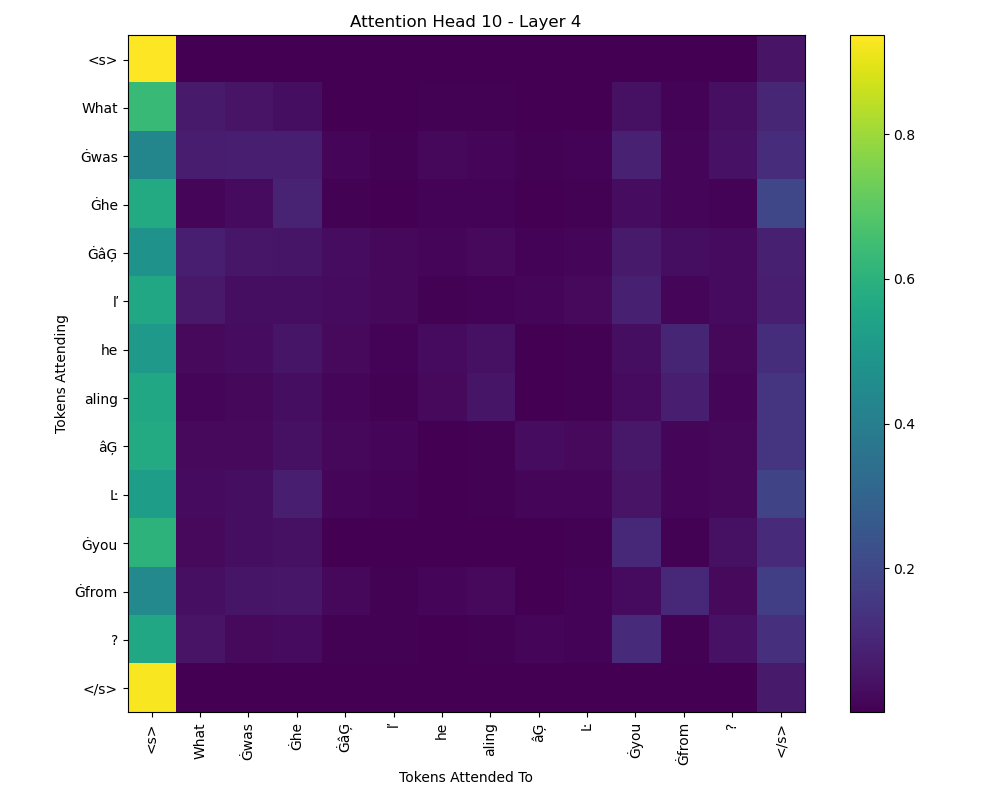 Attention Head 10 - Layer 4
Tokens Attending
<s>
What
Ġwas
Ġhe
ĠâĢ
ľ
he
aling
âĢ
Ŀ
Ġyou
Ġfrom
?
</s>
<s>
What
Ġwas
Ġhe
ĠâĢ
ľ
he
aling
âĢ
Ŀ
Ġyou
Ġfrom
?
</s>
Tokens Attended To
0.8
0.6
0.4
0.2